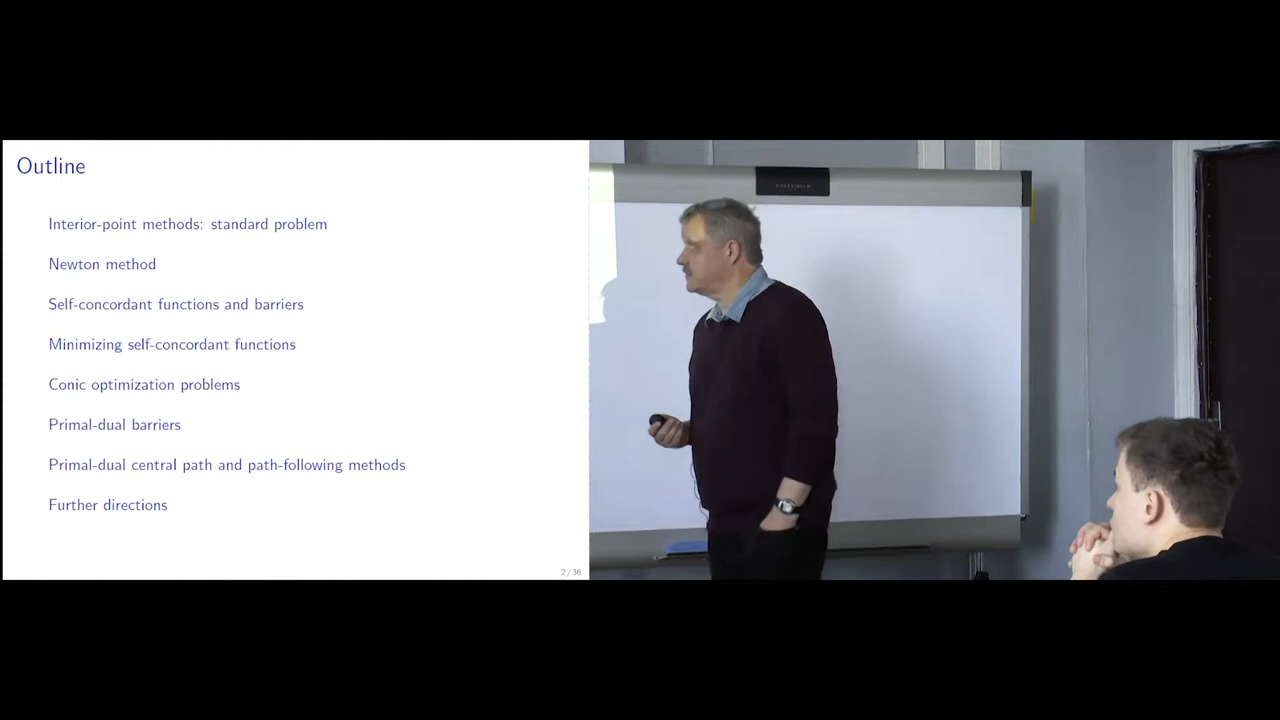 Outline
Interior-point methods: standard problem
Newton method
Self-concordant functions and barriers
Minimizing self-concordant functions
Conic optimization problems
Primal-dual barriers
Primal-dual central path and path-following methods
Further directions
2 / 36